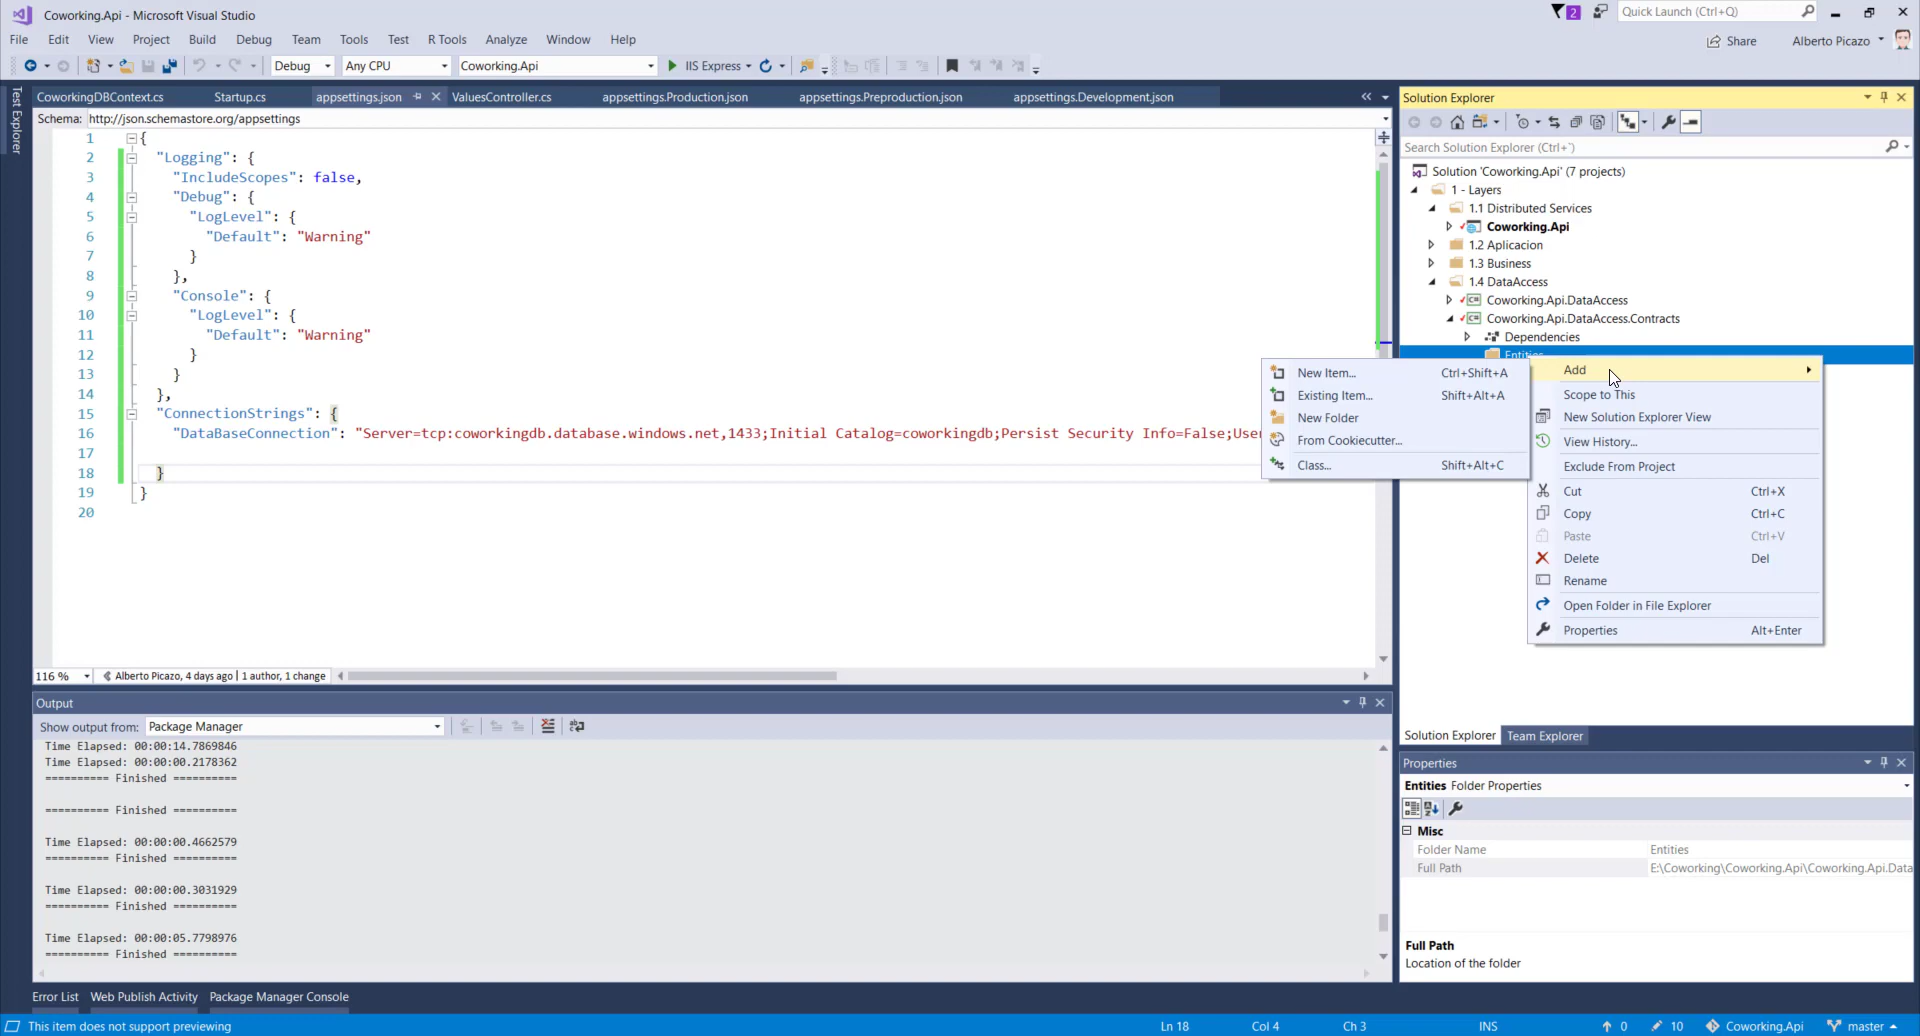 Coworking.Api - Microsoft Visual Studio
2
Quick Launch (Ctrl+Q)
File Edit View Project Build Debug Team Tools Test R Tools Analyze Window Help
Share Alberto Picazo
Debug Any CPU Coworking.Api IIS Express
Test Explorer
CoworkingDBContext.cs Startup.cs appsettings.json ValuesController.cs appsettings.Production.json appsettings.Preproduction.json appsettings.Development.json
Schema: http://json.schemastore.org/appsettings
1 {
2 "Logging": {
3 "IncludeScopes": false,
4 "Debug": {
5 "LogLevel": {
6 "Default": "Warning"
7 }
8 },
9 "Console": {
10 "LogLevel": {
11 "Default": "Warning"
12 }
13 }
14 },
15 "ConnectionStrings": {
16 "DataBaseConnection": "Server=tcp:coworkingdb.database.windows.net,1433;Initial Catalog=coworkingdb;Persist Security Info=False;User
17
18 }
19 }
20
116 % Alberto Picazo, 4 days ago | 1 author, 1 change
Output
Show output from: Package Manager
Time Elapsed: 00:00:14.7869846
Time Elapsed: 00:00:00.2178362
========== Finished ==========
========== Finished ==========
Time Elapsed: 00:00:00.4662579
========== Finished ==========
Time Elapsed: 00:00:00.3031929
========== Finished ==========
Time Elapsed: 00:00:05.7798976
========== Finished ==========
Error List Web Publish Activity Package Manager Console
Solution Explorer
Search Solution Explorer (Ctrl+¨)
Solution 'Coworking.Api' (7 projects)
1 - Layers
1.1 Distributed Services
Coworking.Api
1.2 Aplicacion
1.3 Business
1.4 DataAccess
Coworking.Api.DataAccess
Coworking.Api.DataAccess.Contracts
Dependencies
Entities
New Item... Ctrl+Shift+A
Existing Item... Shift+Alt+A
New Folder
From Cookiecutter...
Class... Shift+Alt+C
Add
Scope to This
New Solution Explorer View
View History...
Exclude From Project
Cut Ctrl+X
Copy Ctrl+C
Paste Ctrl+V
Delete Del
Rename
Open Folder in File Explorer
Properties Alt+Enter
Solution Explorer Team Explorer
Properties
Entities Folder Properties
Misc
Folder Name Entities
Full Path E:\Coworking\Coworking.Api\Coworking.Api.Data
Full Path
Location of the folder
This item does not support previewing Ln 18 Col 4 Ch 3 INS 0 10 Coworking.Api master